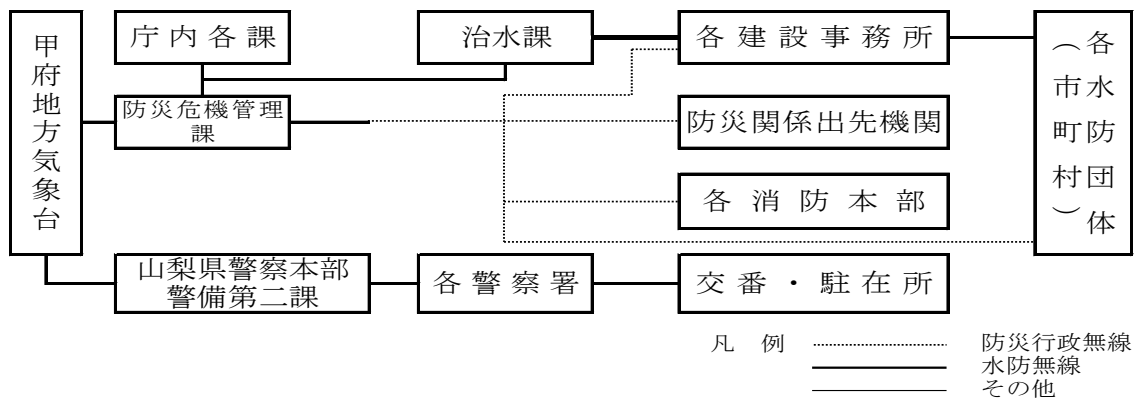 甲府地方気象台
庁内各課
治水課
各建設事務所
各水防団体
（市町村）
防災危機管理
課
防災関係出先機関
各消防本部
山梨県警察本部
警備第二課
各警察署
交番・駐在所
凡 例
防災行政無線
水防無線
その他